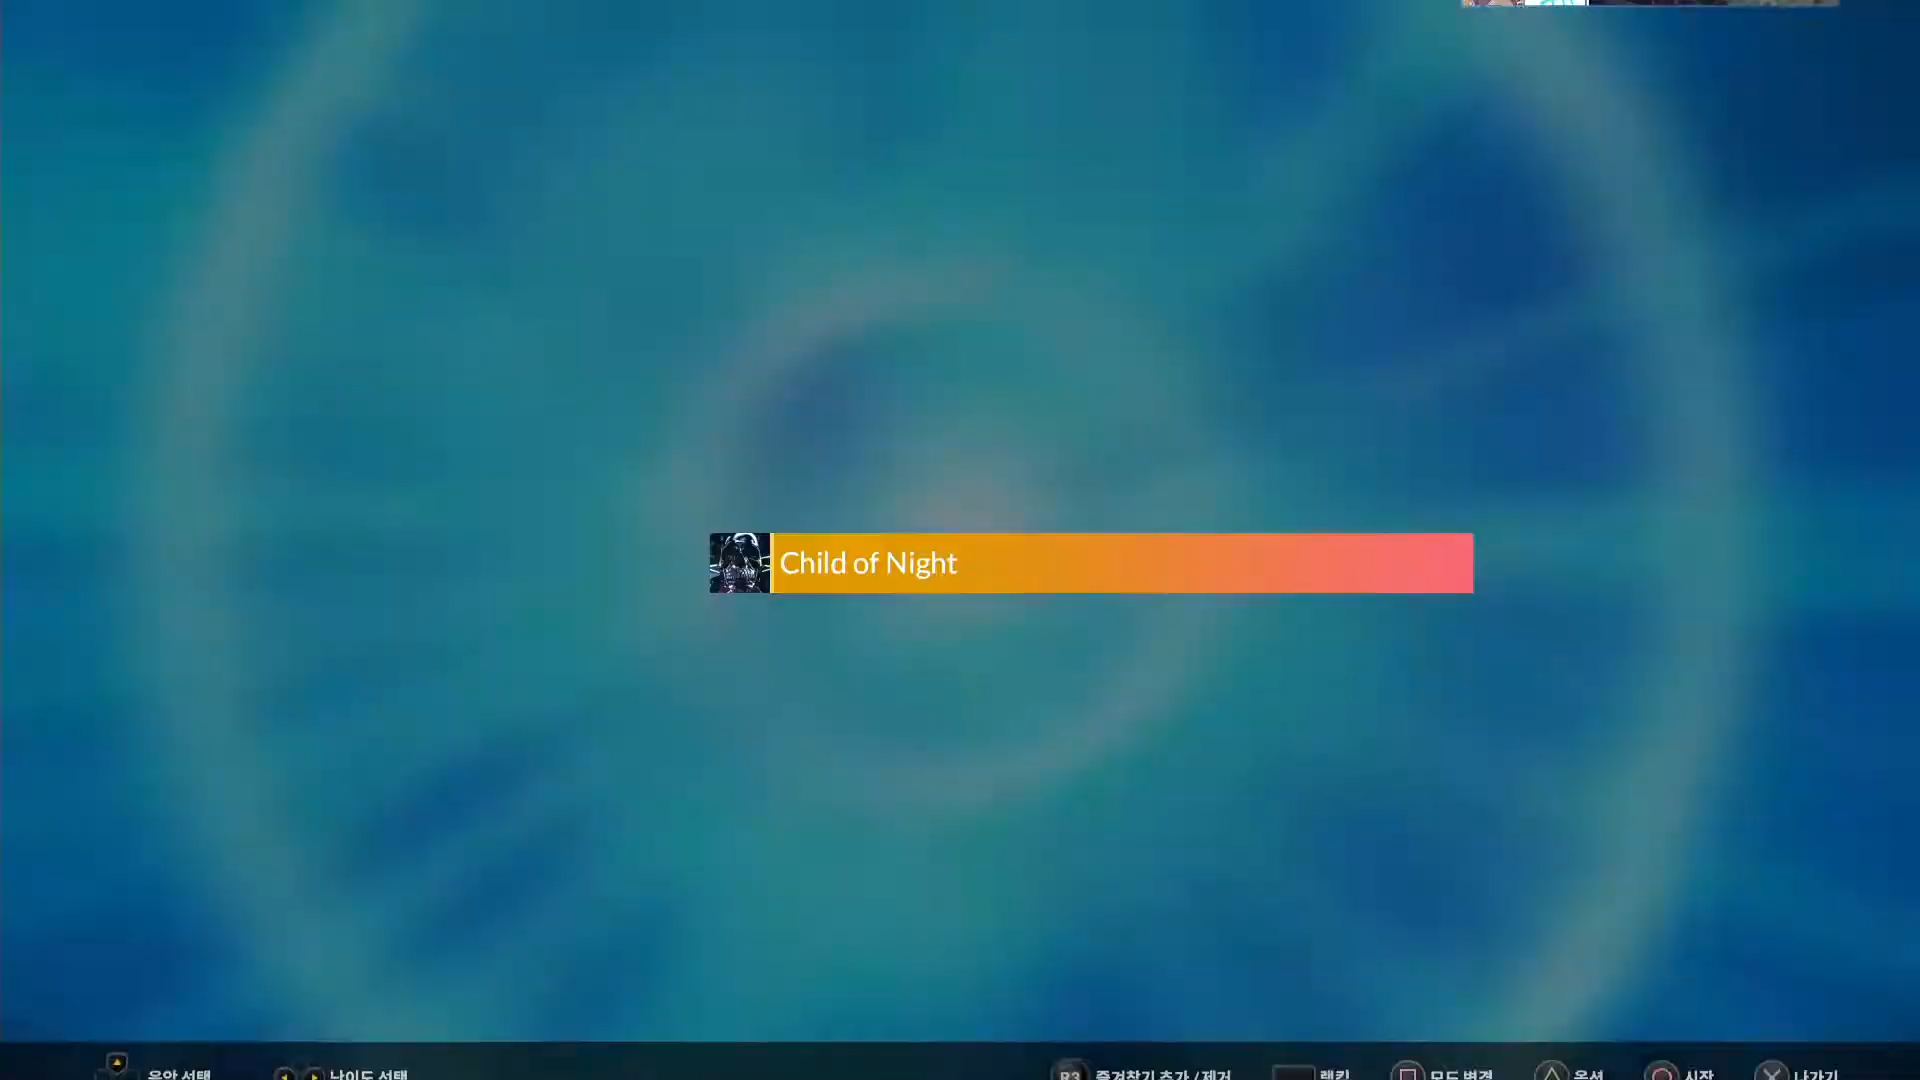 Child of Night
음악 선택
난이도 선택
R3 즐겨찾기 추가 / 제거
랭킹
모드 변경
옵션
시작
나가기